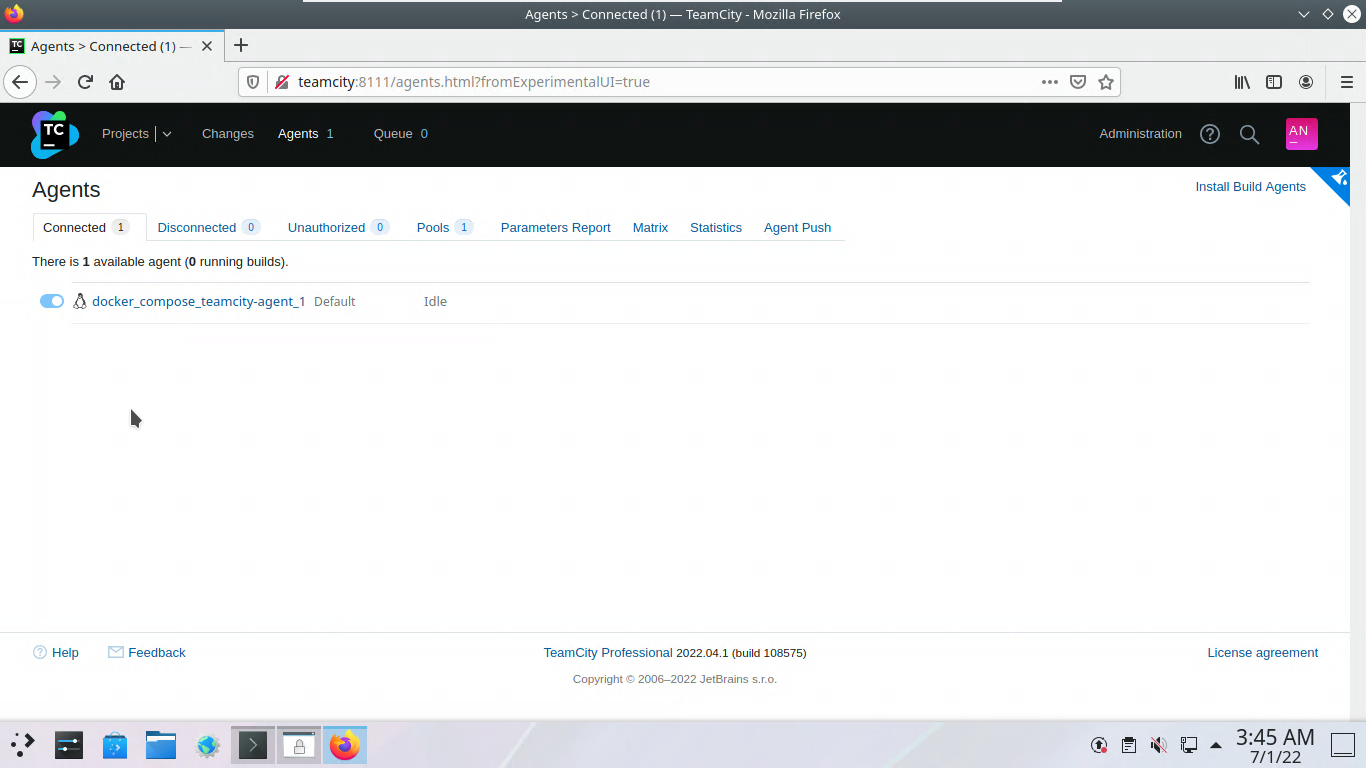 Agents > Connected (1) — TeamCity - Mozilla Firefox
TC Agents > Connected (1) —
teamcity:8111/agents.html?fromExperimentalUI=true
TC Projects Changes Agents 1 Queue 0 Administration AN
Agents
Install Build Agents
Connected 1 Disconnected 0 Unauthorized 0 Pools 1 Parameters Report Matrix Statistics Agent Push
There is 1 available agent (0 running builds).
docker_compose_teamcity-agent_1 Default Idle
Help Feedback TeamCity Professional 2022.04.1 (build 108575) License agreement
Copyright © 2006–2022 JetBrains s.r.o.
3:45 AM
7/1/22